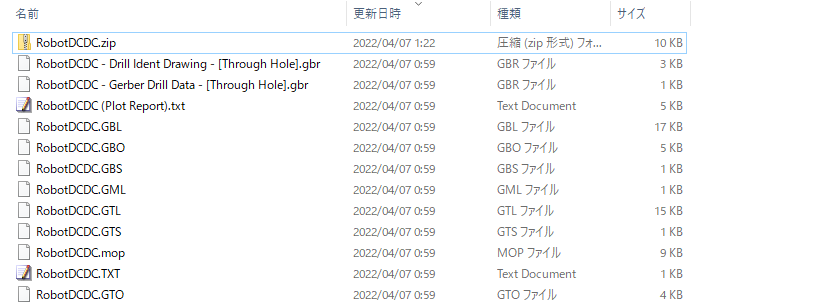 名前 更新日時 種類 サイズ
RobotDCDC.zip 2022/04/07 1:22 圧縮 (zip 形式) フォ... 10 KB
RobotDCDC - Drill Ident Drawing - [Through Hole].gbr 2022/04/07 0:59 GBR ファイル 3 KB
RobotDCDC - Gerber Drill Data - [Through Hole].gbr 2022/04/07 0:59 GBR ファイル 1 KB
RobotDCDC (Plot Report).txt 2022/04/07 0:59 Text Document 5 KB
RobotDCDC.GBL 2022/04/07 0:59 GBL ファイル 17 KB
RobotDCDC.GBO 2022/04/07 0:59 GBO ファイル 5 KB
RobotDCDC.GBS 2022/04/07 0:59 GBS ファイル 1 KB
RobotDCDC.GML 2022/04/07 0:59 GML ファイル 1 KB
RobotDCDC.GTL 2022/04/07 0:59 GTL ファイル 15 KB
RobotDCDC.GTS 2022/04/07 0:59 GTS ファイル 1 KB
RobotDCDC.mop 2022/04/07 0:59 MOP ファイル 9 KB
RobotDCDC.TXT 2022/04/07 0:59 Text Document 1 KB
RobotDCDC.GTO 2022/04/07 0:59 GTO ファイル 4 KB